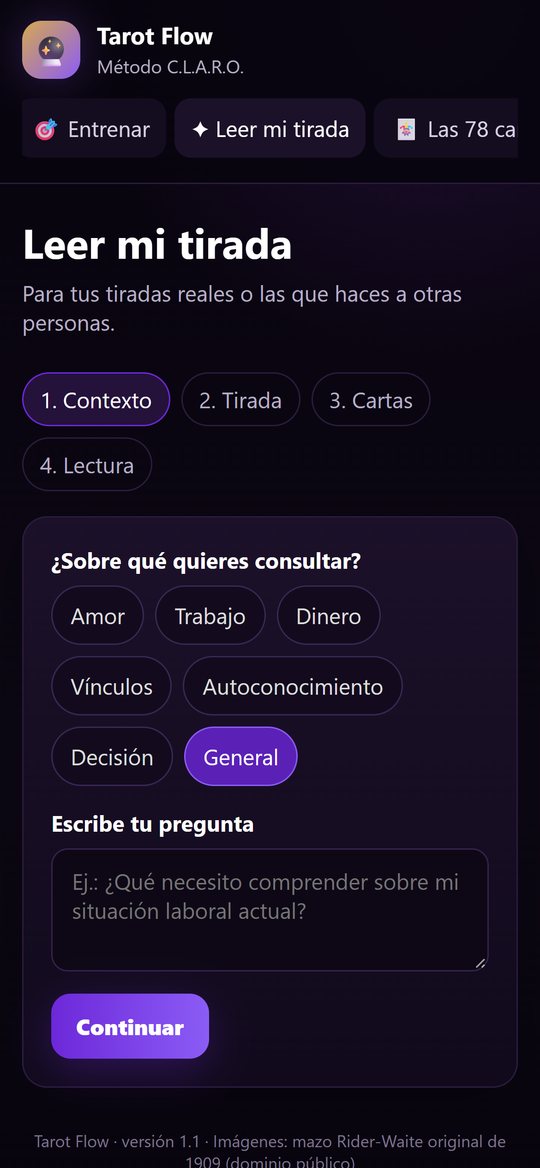 Tarot Flow
Método C.L.A.R.O.
Entrenar
✦ Leer mi tirada
Las 78 ca
Leer mi tirada
Para tus tiradas reales o las que haces a otras
personas.
1. Contexto
2. Tirada
3. Cartas
4. Lectura
¿Sobre qué quieres consultar?
Amor
Trabajo
Dinero
Vínculos
Autoconocimiento
Decisión
General
Escribe tu pregunta
Ej.: ¿Qué necesito comprender sobre mi
situación laboral actual?
Continuar
Tarot Flow · versión 1.1 · Imágenes: mazo Rider-Waite original de
1909 (dominio público)